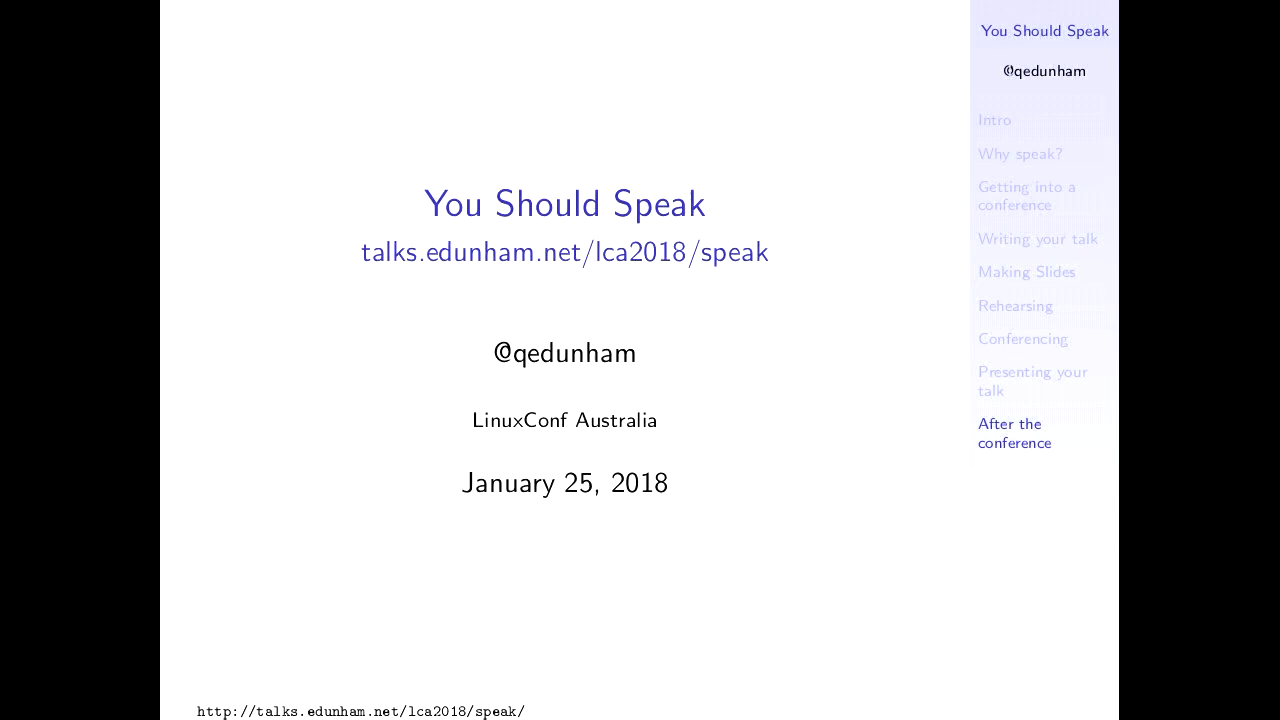 You Should Speak
talks.edunham.net/lca2018/speak
@qedunham
LinuxConf Australia
January 25, 2018
http://talks.edunham.net/lca2018/speak/
You Should Speak
@qedunham
Intro
Why speak?
Getting into a
conference
Writing your talk
Making Slides
Rehearsing
Conferencing
Presenting your
talk
After the
conference